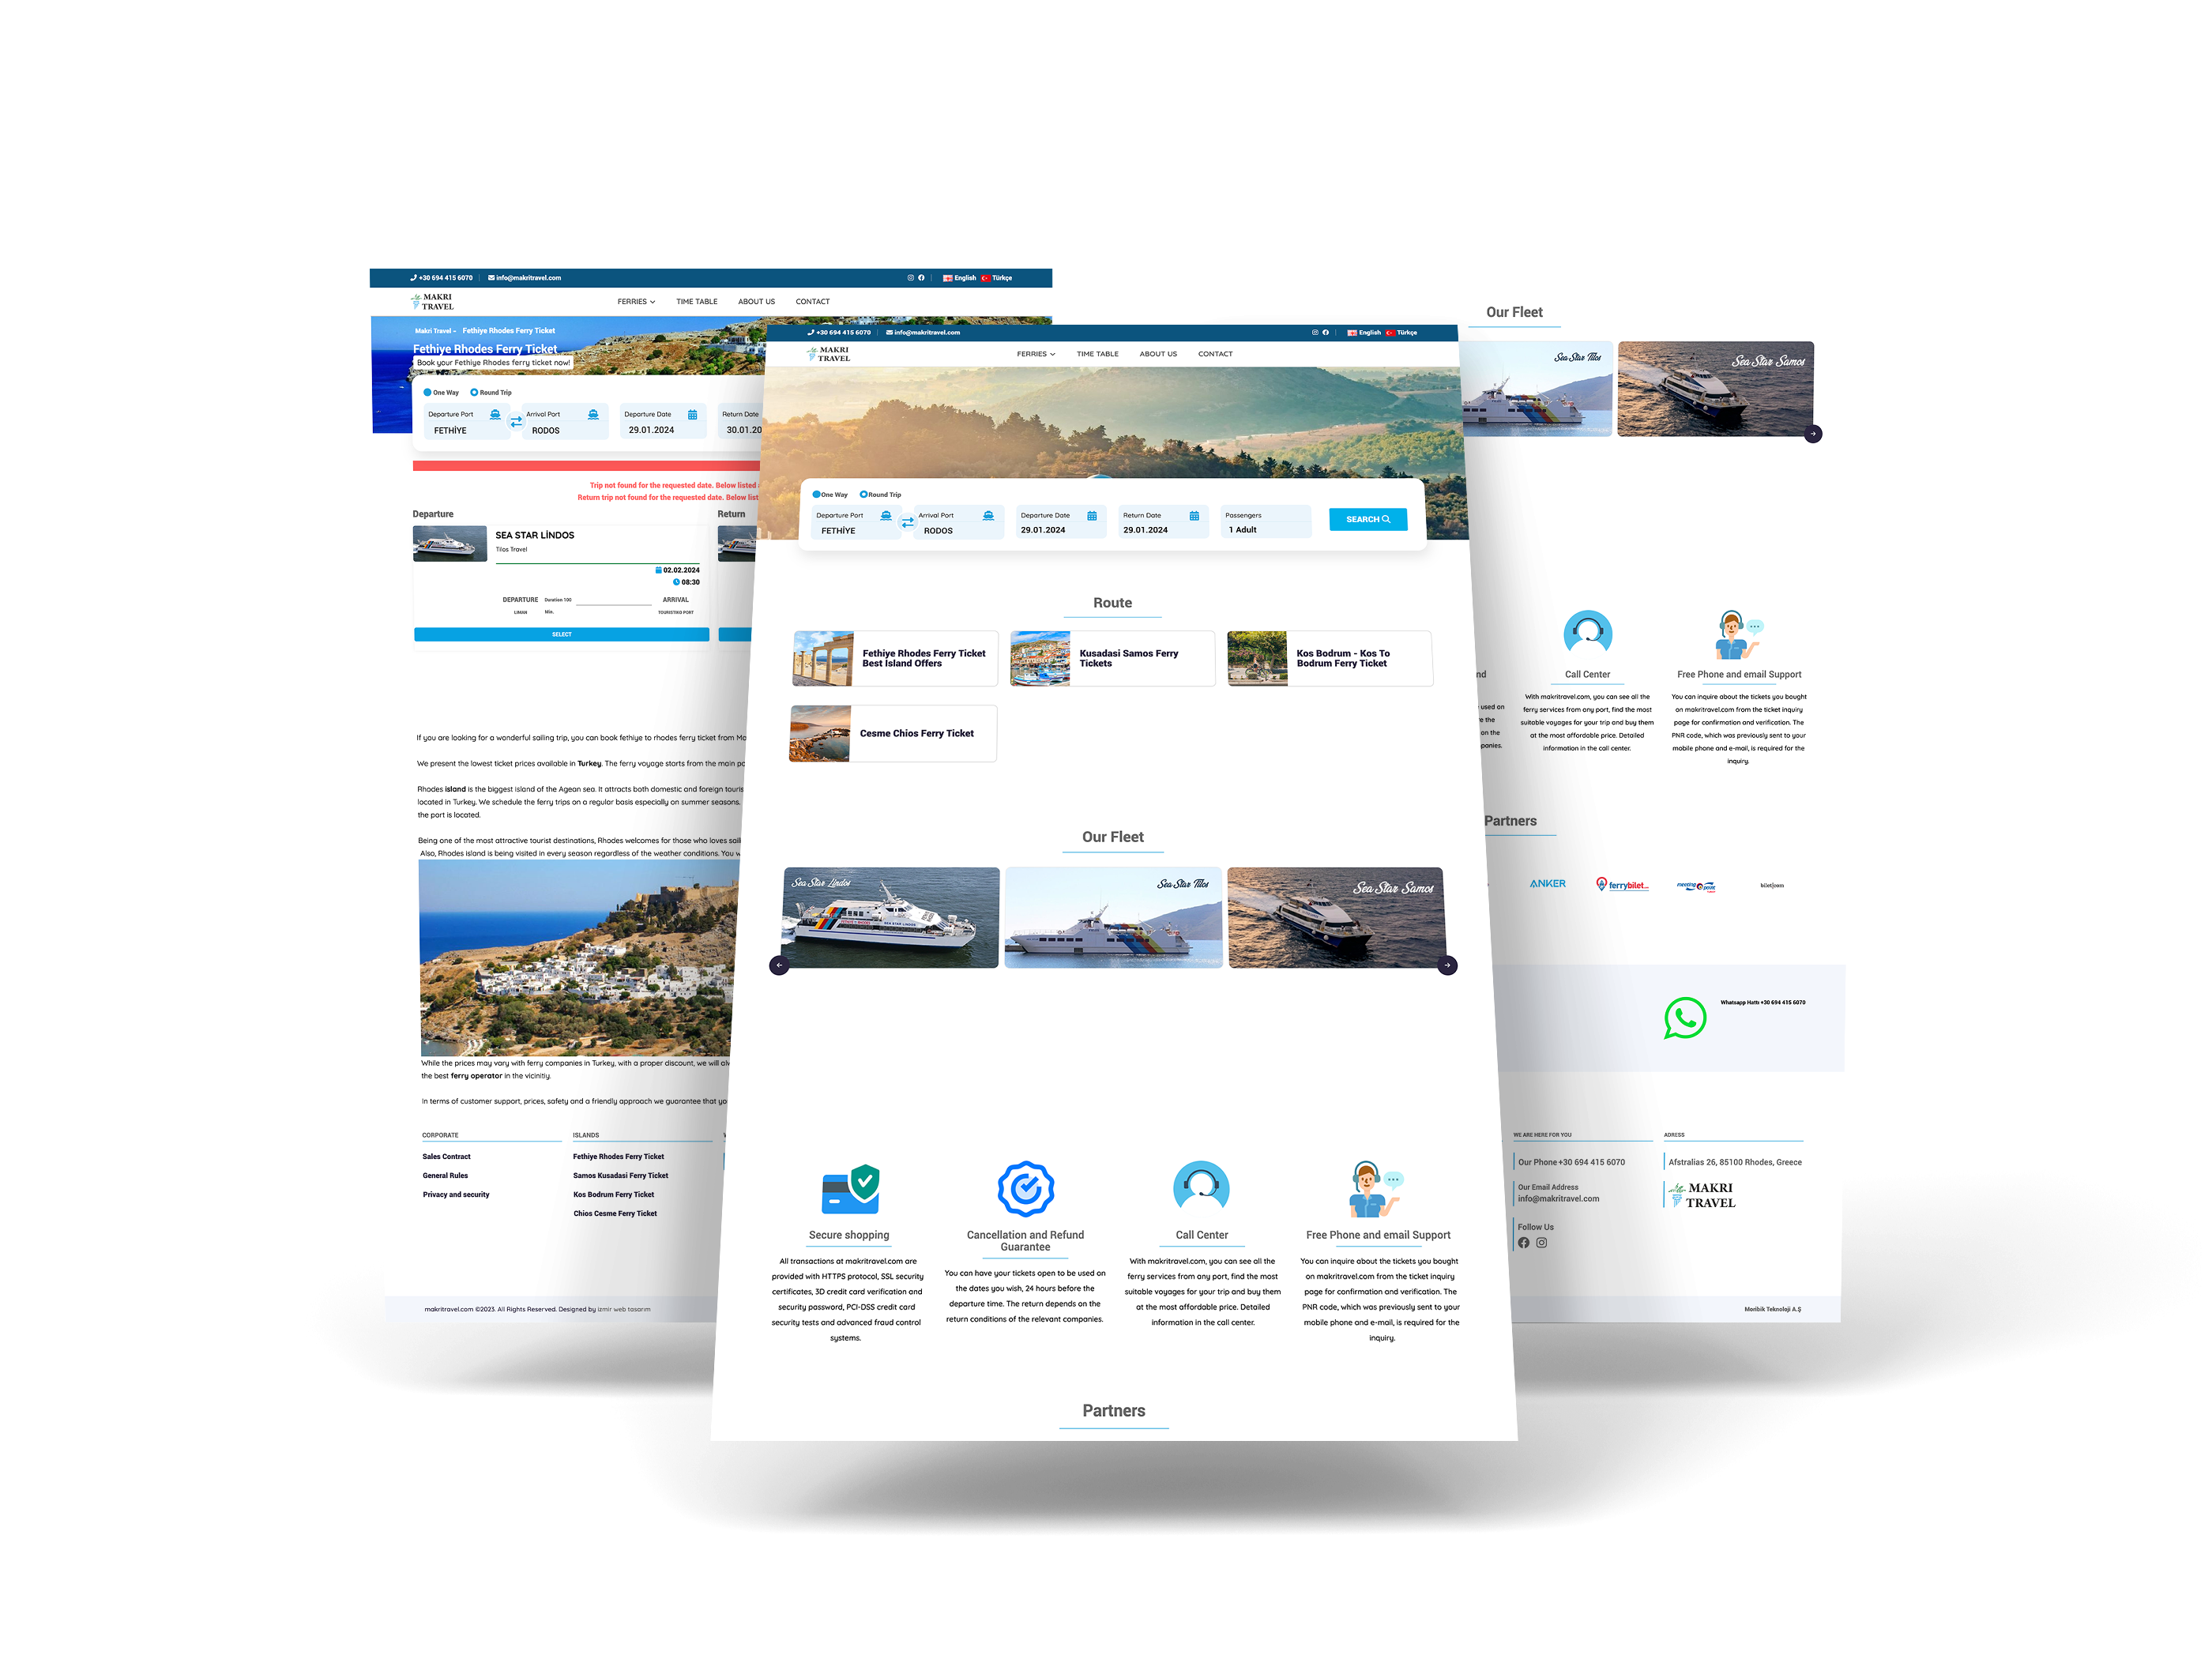 +30 694 415 6070
info@makritravel.com
English
Türkçe
MAKRI
TRAVEL
FERRIES
TIME TABLE
ABOUT US
CONTACT
Makri Travel -
Fethiye Rhodes Ferry Ticket
Fethiye Rhodes Ferry Ticket
Book your Fethiye Rhodes ferry ticket now!
One Way
Round Trip
Departure Port
FETHİYE
Arrival Port
RODOS
Departure Date
29.01.2024
Return Date
30.01.20
Trip not found for the requested date. Below listed
Return trip not found for the requested date. Below list
Departure
Return
SEA STAR LİNDOS
Tilos Travel
02.02.2024
08:30
DEPARTURE
Duration 100
ARRIVAL
LIMAN
Min.
TOURISTIKO PORT
SELECT
If you are looking for a wonderful sailing trip, you can book fethiye to rhodes ferry ticket from
We present the lowest ticket prices available in Turkey. The ferry voyage starts from the main
Rhodes island is the biggest island of the Agean sea. It attracts both domestic and foreign touris
located in Turkey. We schedule the ferry trips on a regular basis especially on summer seasons.
the port is located.
Being one of the most attractive tourist destinations, Rhodes welcomes for those who loves
Also, Rhodes island is being visited in every season regardless of the weather conditions. You
While the prices may vary with ferry companies in Turkey, with a proper discount, we will
the best ferry operator in the vicinitiy.
In terms of customer support, prices, safety and a friendly approach we guarantee that
CORPORATE
Sales Contract
General Rules
Privacy and security
ISLANDS
Fethiye Rhodes Ferry Ticket
Samos Kusadasi Ferry Ticket
Kos Bodrum Ferry Ticket
Chios Cesme Ferry Ticket
makritravel.com ©2023. All Rights Reserved. Designed by izmir web tasarım
+30 694 415 6070
info@makritravel.com
English
Türkçe
MAKRI
TRAVEL
FERRIES
TIME TABLE
ABOUT US
CONTACT
One Way
Round Trip
Departure Port
FETHİYE
Arrival Port
RODOS
Departure Date
29.01.2024
Return Date
29.01.2024
Passengers
1 Adult
SEARCH
Route
Fethiye Rhodes Ferry Ticket
Best Island Offers
Kusadasi Samos Ferry
Tickets
Kos Bodrum - Kos To
Bodrum Ferry Ticket
Cesme Chios Ferry Ticket
Our Fleet
Sea Star Lindos
SEA STAR LINDOS
Sea Star Tilos
Sea Star Samos
Secure shopping
All transactions at makritravel.com are
provided with HTTPS protocol, SSL security
certificates, 3D credit card verification and
security password, PCI-DSS credit card
security tests and advanced fraud control
systems.
Cancellation and Refund
Guarantee
You can have your tickets open to be used on
the dates you wish, 24 hours before the
departure time. The return depends on the
return conditions of the relevant companies.
Call Center
With makritravel.com, you can see all the
ferry services from any port, find the most
suitable voyages for your trip and buy them
at the most affordable price. Detailed
information in the call center.
Free Phone and email Support
You can inquire about the tickets you bought
on makritravel.com from the ticket inquiry
page for confirmation and verification. The
PNR code, which was previously sent to your
mobile phone and e-mail, is required for the
inquiry.
Partners
Our Fleet
Sea Star Tilos
Sea Star Samos
nd
used on
e the
on the
panies.
Call Center
With makritravel.com, you can see all the
ferry services from any port, find the most
suitable voyages for your trip and buy them
at the most affordable price. Detailed
information in the call center.
Free Phone and email Support
You can inquire about the tickets you bought
on makritravel.com from the ticket inquiry
page for confirmation and verification. The
PNR code, which was previously sent to your
mobile phone and e-mail, is required for the
inquiry.
Partners
ANKER
ferrybilet
meeting point
Whatsapp Hattı +30 694 415 6070
WE ARE HERE FOR YOU
Our Phone +30 694 415 6070
Our Email Address
info@makritravel.com
Follow Us
ADRESS
Afstralias 26, 85100 Rhodes, Greece
MAKRI
TRAVEL
Moribik Teknoloji A.Ş